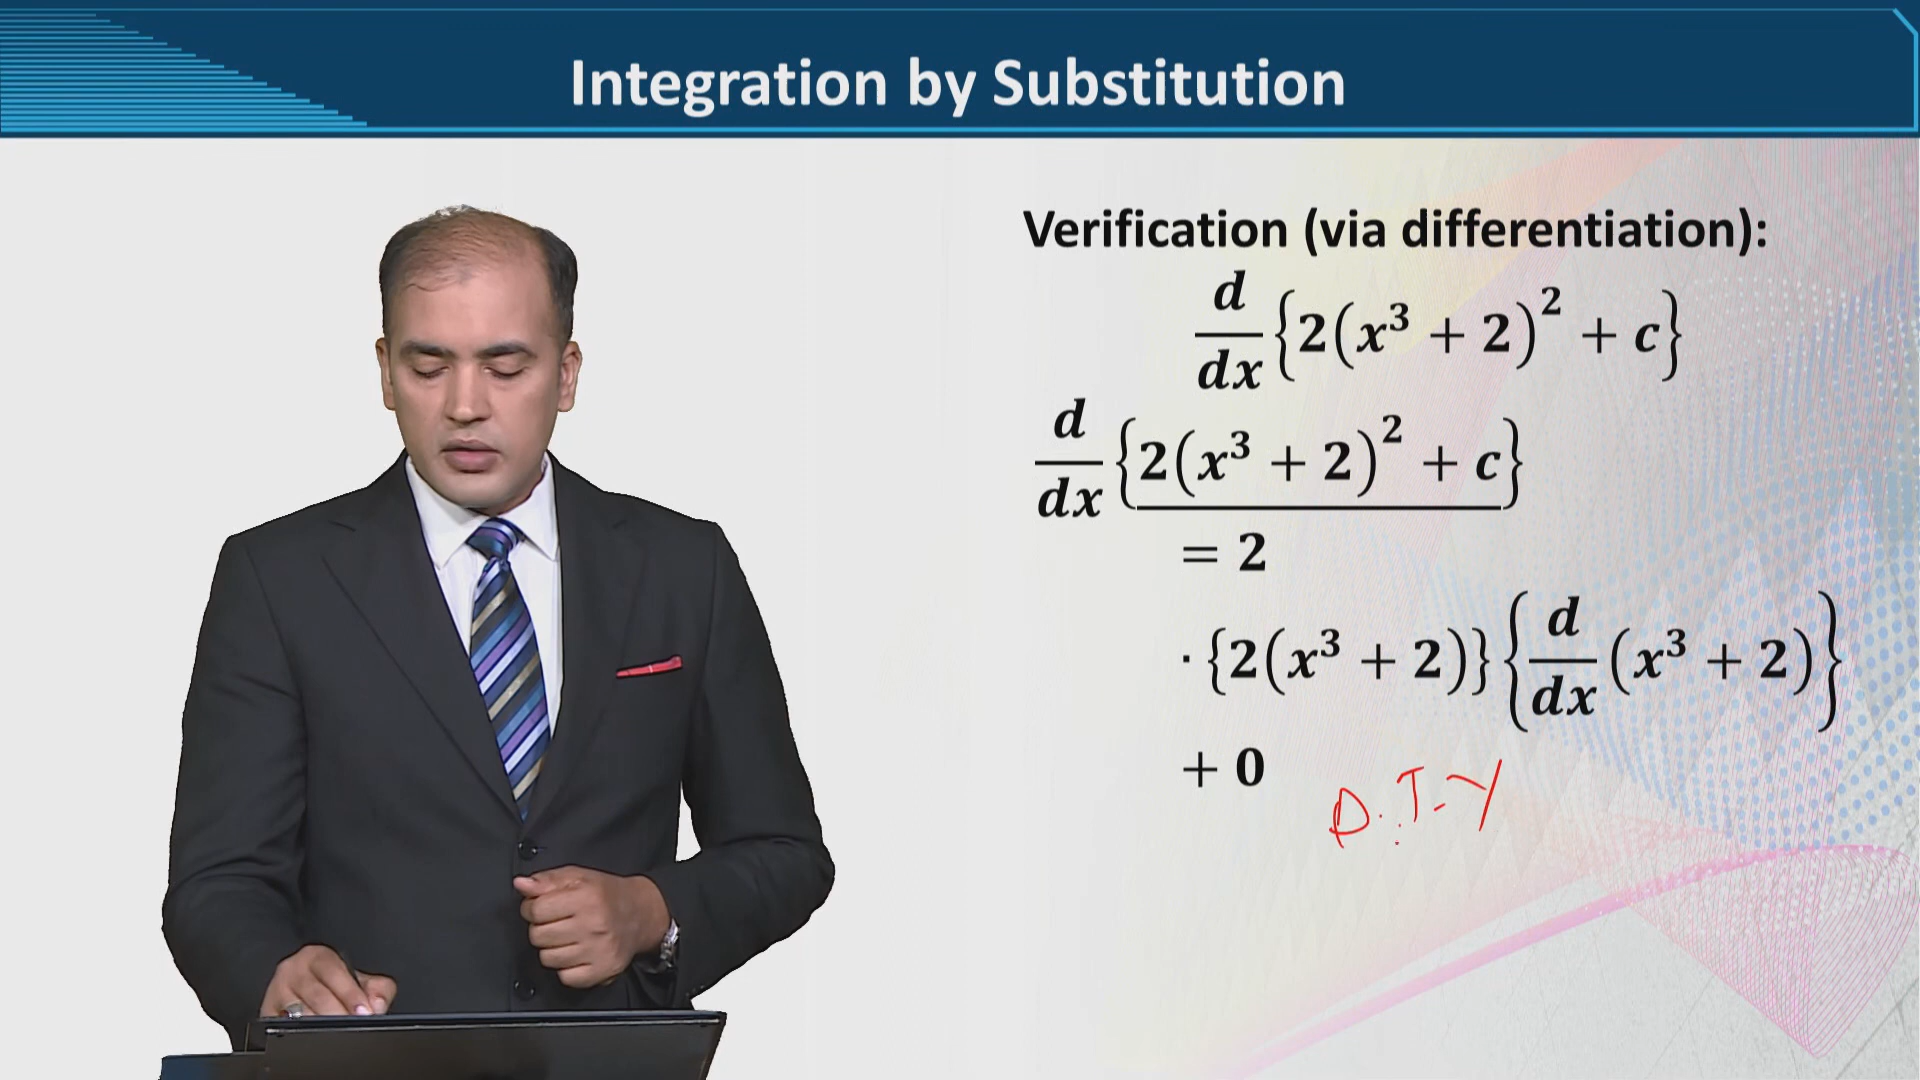 Integration by Substitution
Verification (via differentiation):
d/dx {2(x³ + 2)² + c}
d/dx {2(x³ + 2)² + c}
= 2
· {2(x³ + 2)} {d/dx (x³ + 2)}
+ 0
D.T-Y